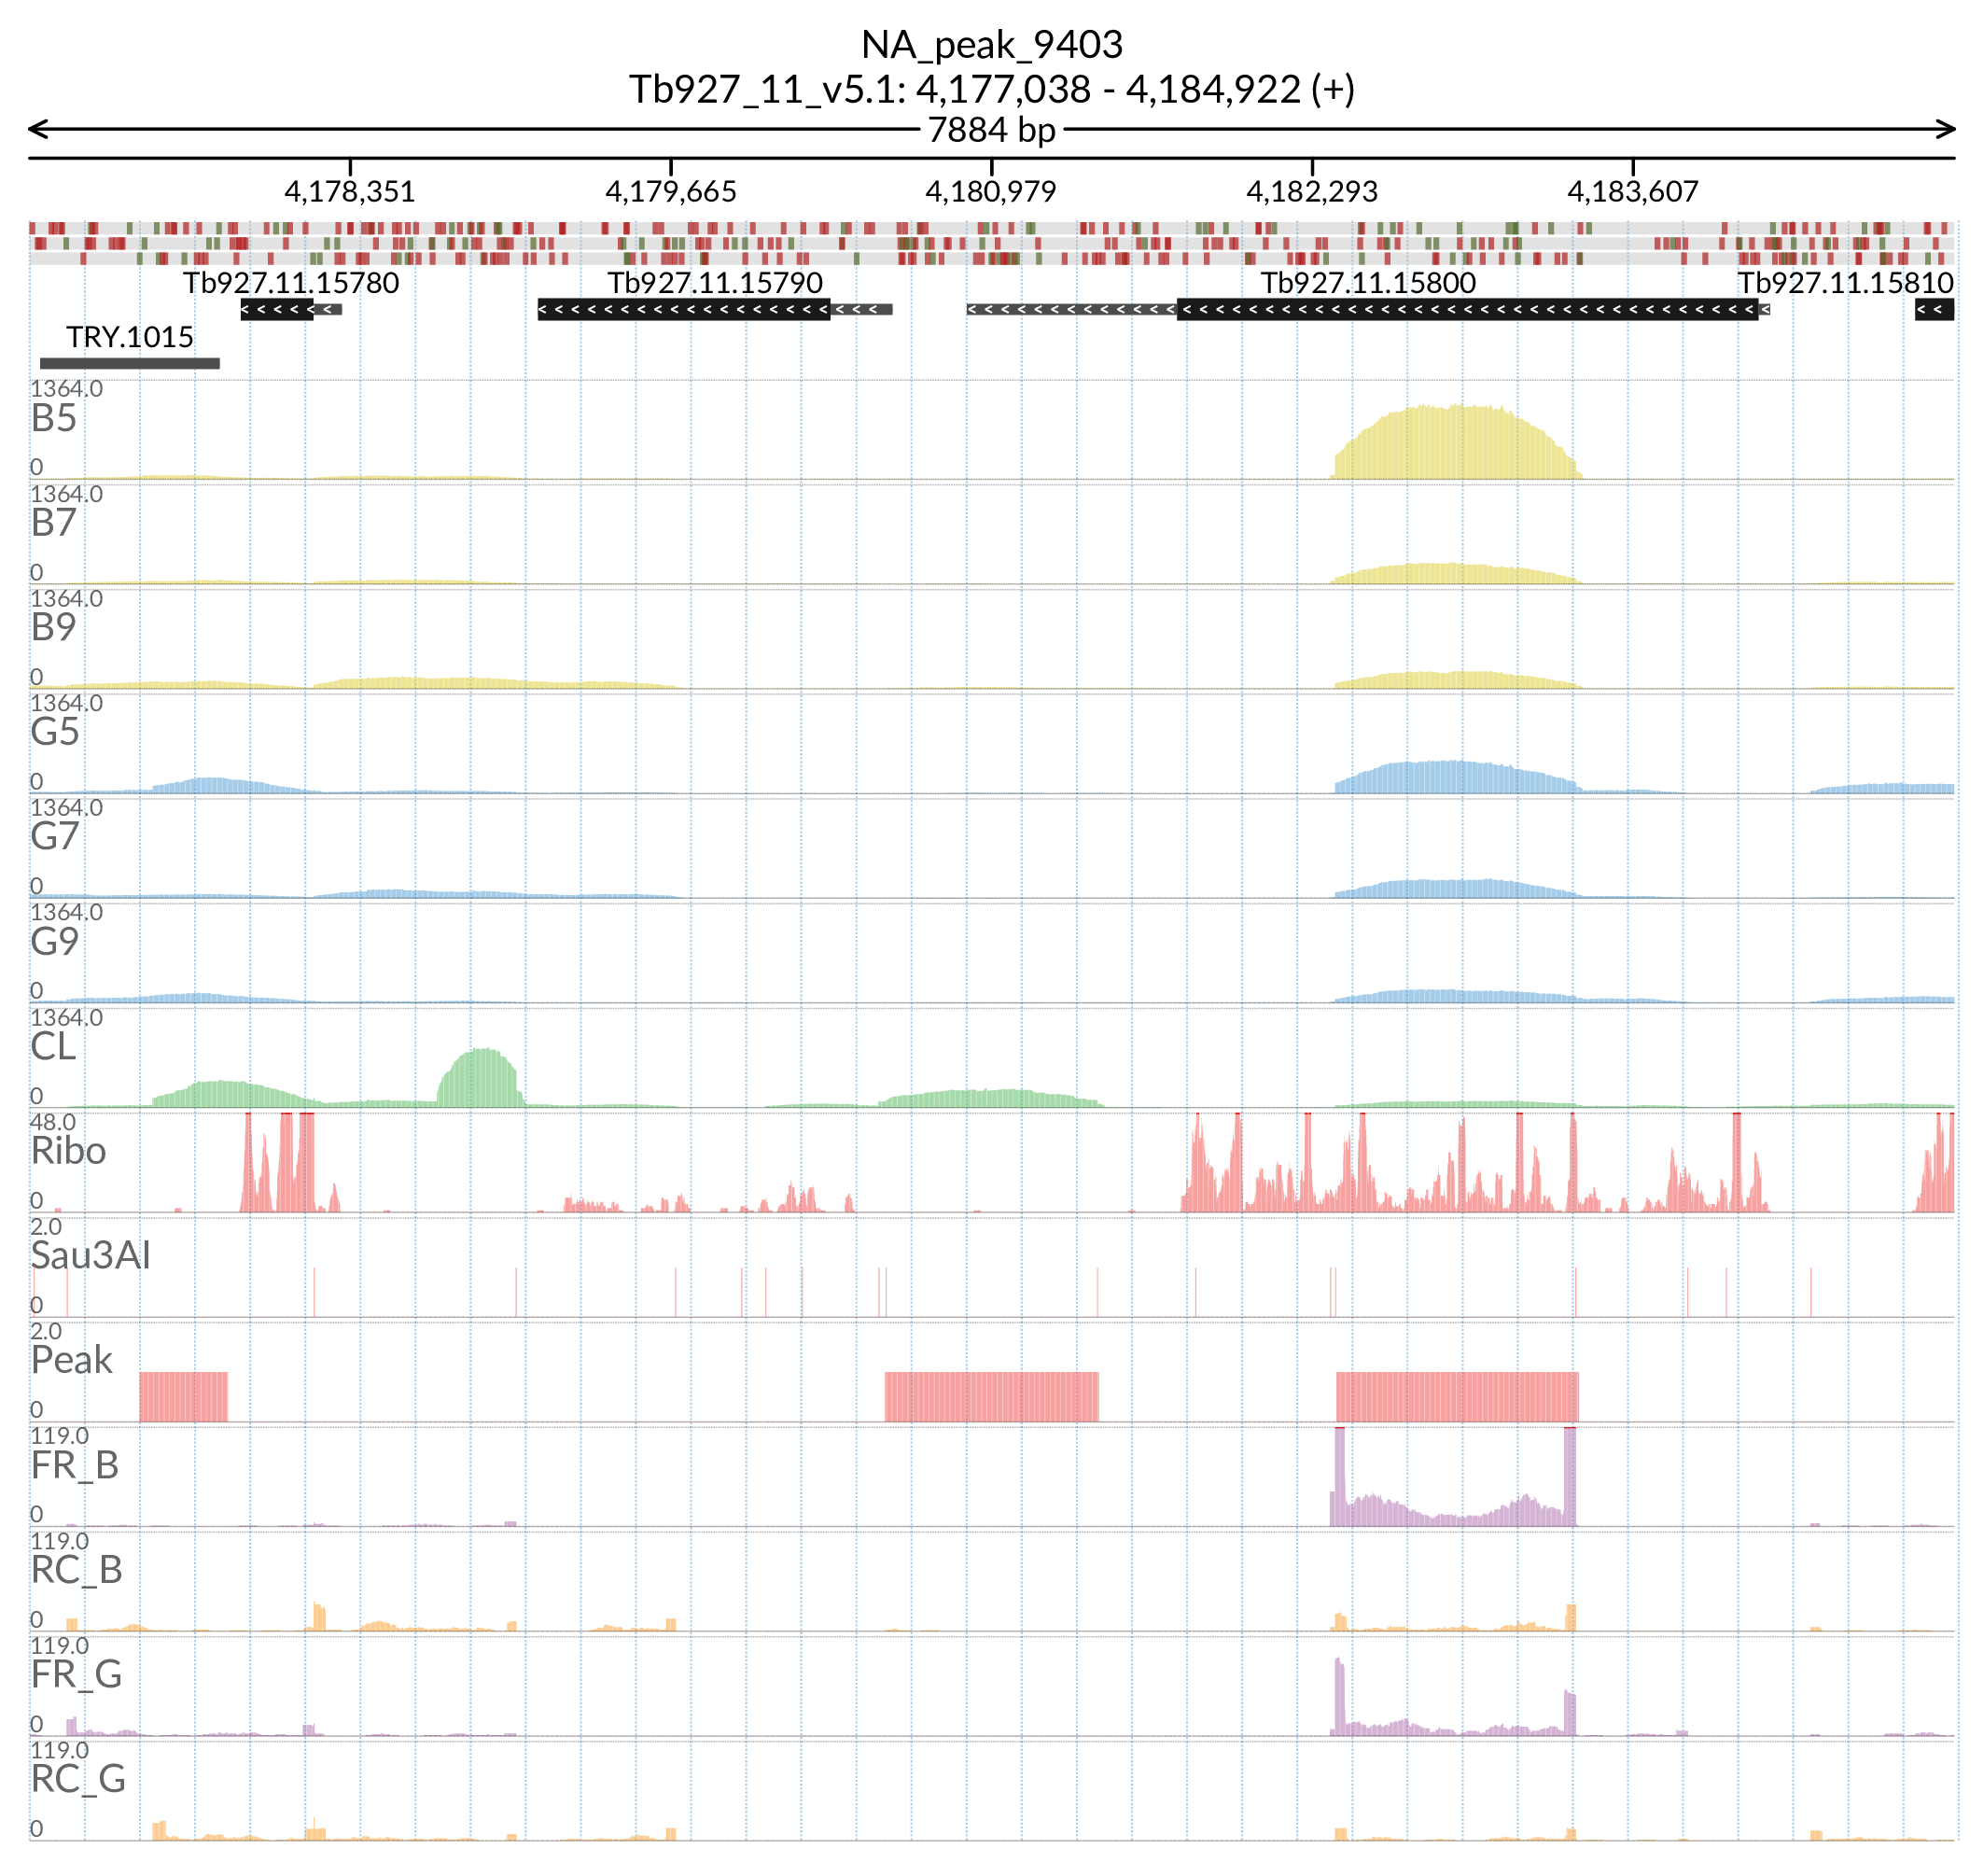 NA_peak_9403
Tb927_11_v5.1: 4,177,038 - 4,184,922 (+)
7884 bp
4,178,351 4,179,665 4,180,979 4,182,293 4,183,607
Tb927.11.15780 Tb927.11.15790 Tb927.11.15800 Tb927.11.15810
TRY.1015
1364.0
B5
0
1364.0
B7
0
1364.0
B9
0
1364.0
G5
0
1364.0
G7
0
1364.0
G9
0
1364.0
CL
0
48.0
Ribo
0
2.0
Sau3AI
0
2.0
Peak
0
119.0
FR_B
0
119.0
RC_B
0
119.0
FR_G
0
119.0
RC_G
0